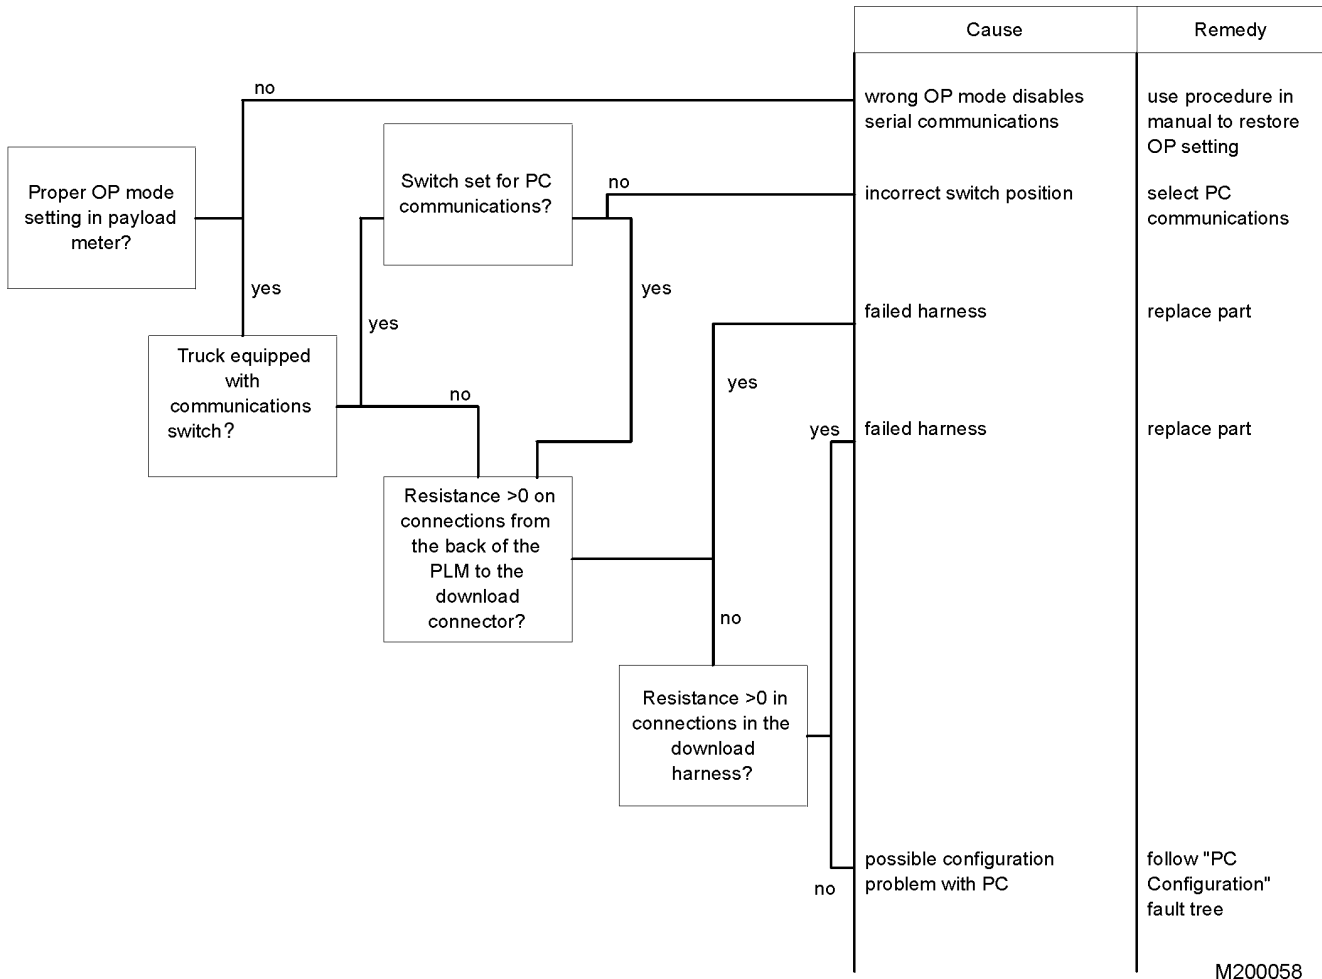 Cause
Remedy
no
wrong OP mode disables
serial communications
use procedure in
manual to restore
OP setting
Proper OP mode
setting in payload
meter?
Switch set for PC
communications?
no
incorrect switch position
select PC
communications
yes
yes
yes
failed harness
replace part
Truck equipped
with
communications
switch?
no
yes
yes
failed harness
replace part
Resistance >0 on
connections from
the back of the
PLM to the
download
connector?
no
Resistance >0 in
connections in the
download
harness?
no
possible configuration
problem with PC
follow "PC
Configuration"
fault tree
M200058